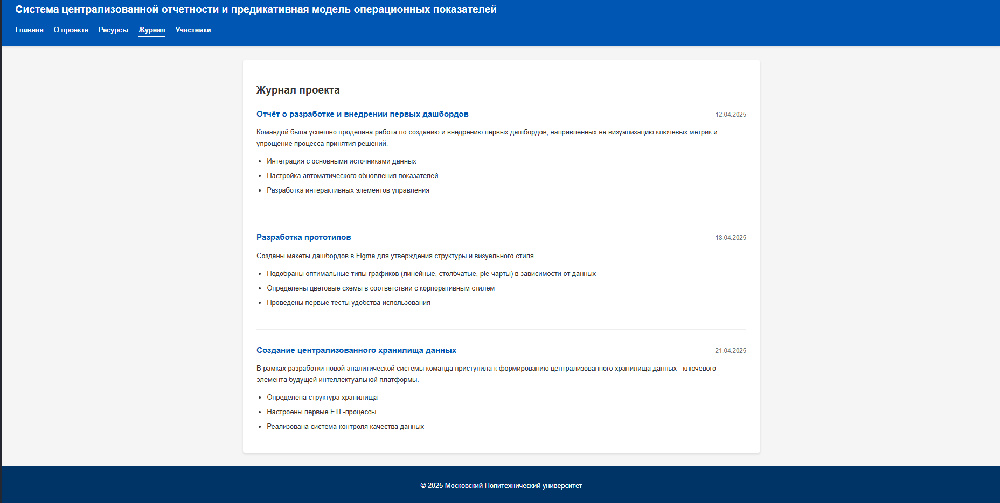 Система централизованной отчетности и предикативная модель операционных показателей
Главная О проекте Ресурсы Журнал Участники
Журнал проекта
Отчёт о разработке и внедрении первых дашбордов 12.04.2025
Командой была успешно проделана работа по созданию и внедрению первых дашбордов, направленных на визуализацию ключевых метрик и
упрощение процесса принятия решений.
• Интеграция с основными источниками данных
• Настройка автоматического обновления показателей
• Разработка интерактивных элементов управления
Разработка прототипов 18.04.2025
Созданы макеты дашбордов в Figma для утверждения структуры и визуального стиля.
• Подобраны оптимальные типы графиков (линейные, столбчатые, pie-чарты) в зависимости от данных
• Определены цветовые схемы в соответствии с корпоративным стилем
• Проведены первые тесты удобства использования
Создание централизованного хранилища данных 21.04.2025
В рамках разработки новой аналитической системы команда приступила к формированию централизованного хранилища данных - ключевого
элемента будущей интеллектуальной платформы.
• Определена структура хранилища
• Настроены первые ETL-процессы
• Реализована система контроля качества данных
© 2025 Московский Политехнический университет